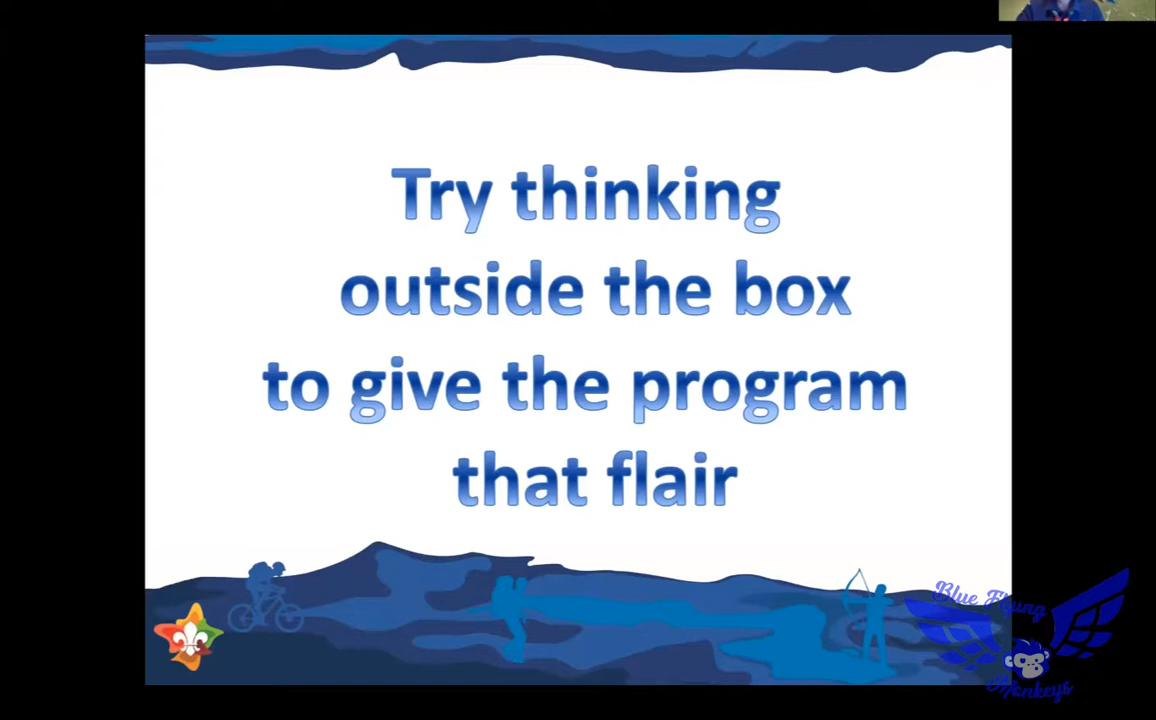 Try thinking
outside the box
to give the program
that flair
Blue Flying
Monkeys